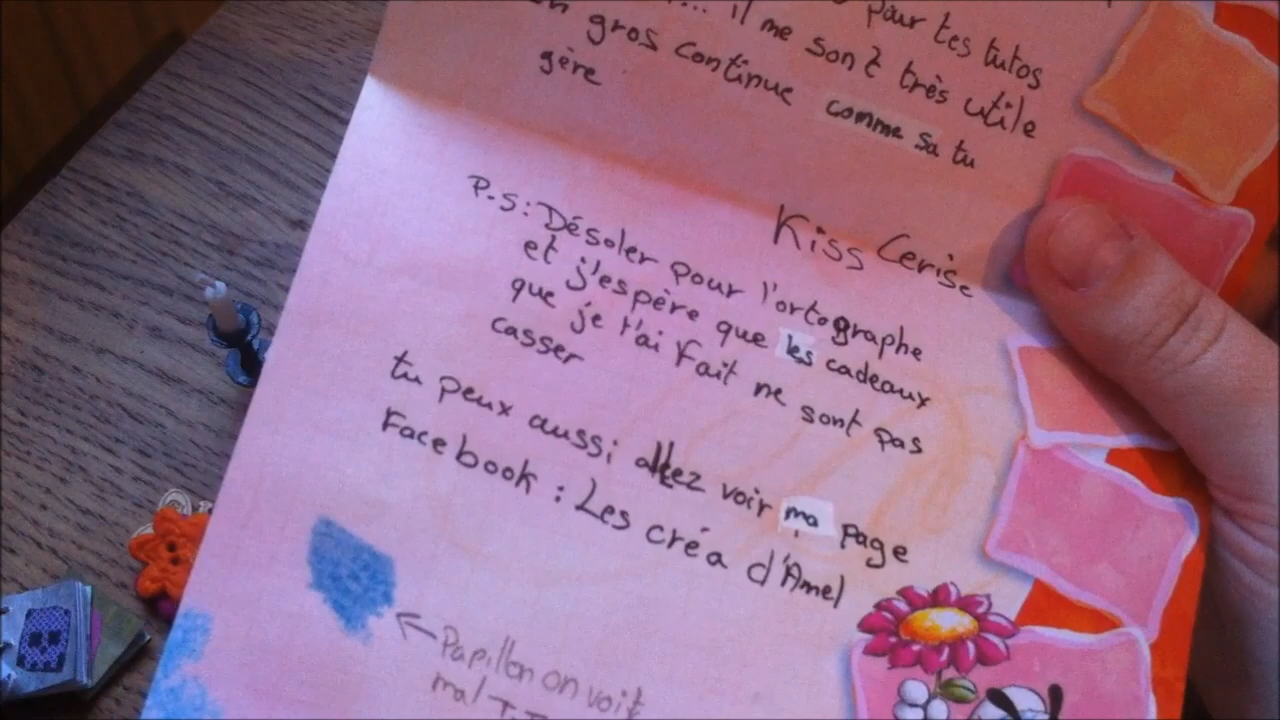 pour tes tutos
... il me sont très utile
en gros continue comme sa tu
gère
Kiss Cerise
P.S: Désoler pour l'ortographe
et j'espère que les cadeaux
que je t'ai fait ne sont pas
casser
tu peux aussi allez voir ma page
Facebook : Les créa d'Amel
← Papillon on voit
mal T.T